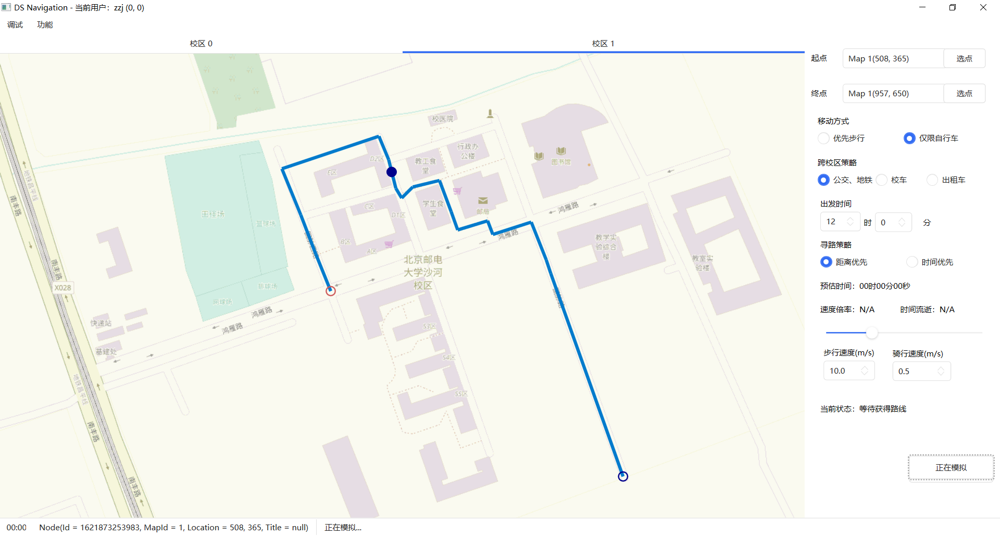 DS Navigation - 当前用户：zzj (0, 0)
调试 功能
校区 0 校区 1
起点 Map 1(508, 365) 选点
终点 Map 1(957, 650) 选点
移动方式
优先步行 仅限自行车
跨校区策略
公交、地铁 校车 出租车
出发时间
12 时 0 分
寻路策略
距离优先 时间优先
预估时间：00时00分00秒
速度倍率：N/A 时间流逝：N/A
步行速度(m/s) 骑行速度(m/s)
10.0 0.5
当前状态：等待获得路线
正在模拟
校医院
行政办
公楼
教工食
堂
D2区
E区
图书馆
地铁昌平线
南丰路
田径场
篮球场
C区
D1区
学生食
堂
邮局
鸿雁路
鸿雁路
B区
A区
教学实
验综合
楼
教室实
验楼
北京邮电
大学沙河
校区
南丰路
X028
排球场
网球场
鸿雁路
鸿雁路
快递站
基建处
S3区
S4区
S5区
地铁昌平线
南丰路
南丰路
00:00 Node(Id = 1621873253983, MapId = 1, Location = 508, 365, Title = null) 正在模拟...